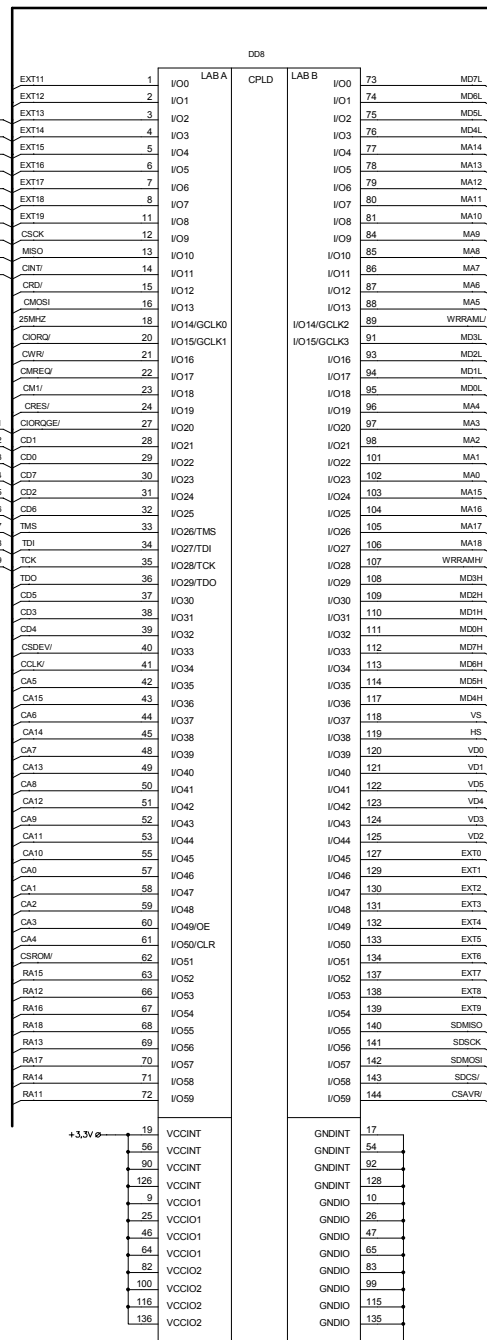 DD8
LAB A CPLD LAB B
EXT11 1 I/O0 I/O0 73 MD7L
EXT12 2 I/O1 I/O1 74 MD6L
EXT13 3 I/O2 I/O2 75 MD5L
EXT14 4 I/O3 I/O3 76 MD4L
EXT15 5 I/O4 I/O4 77 MA14
EXT16 6 I/O5 I/O5 78 MA13
EXT17 7 I/O6 I/O6 79 MA12
EXT18 8 I/O7 I/O7 80 MA11
EXT19 11 I/O8 I/O8 81 MA10
CSCK 12 I/O9 I/O9 84 MA9
MISO 13 I/O10 I/O10 85 MA8
CINT/ 14 I/O11 I/O11 86 MA7
CRD/ 15 I/O12 I/O12 87 MA6
CMOSI 16 I/O13 I/O13 88 MA5
25MHZ 18 I/O14/GCLK0 I/O14/GCLK2 89 WRRAML/
CIORQ/ 20 I/O15/GCLK1 I/O15/GCLK3 91 MD3L
CWR/ 21 I/O16 I/O16 93 MD2L
CMREQ/ 22 I/O17 I/O17 94 MD1L
CM1/ 23 I/O18 I/O18 95 MD0L
CRES/ 24 I/O19 I/O19 96 MA4
CIORQGE/ 27 I/O20 I/O20 97 MA3
CD1 28 I/O21 I/O21 98 MA2
CD0 29 I/O22 I/O22 101 MA1
CD7 30 I/O23 I/O23 102 MA0
CD2 31 I/O24 I/O24 103 MA15
CD6 32 I/O25 I/O25 104 MA16
TMS 33 I/O26/TMS I/O26 105 MA17
TDI 34 I/O27/TDI I/O27 106 MA18
TCK 35 I/O28/TCK I/O28 107 WRRAMH/
TDO 36 I/O29/TDO I/O29 108 MD3H
CD5 37 I/O30 I/O30 109 MD2H
CD3 38 I/O31 I/O31 110 MD1H
CD4 39 I/O32 I/O32 111 MD0H
CSDEV/ 40 I/O33 I/O33 112 MD7H
CCLK/ 41 I/O34 I/O34 113 MD6H
CA5 42 I/O35 I/O35 114 MD5H
CA15 43 I/O36 I/O36 117 MD4H
CA6 44 I/O37 I/O37 118 VS
CA14 45 I/O38 I/O38 119 HS
CA7 48 I/O39 I/O39 120 VD0
CA13 49 I/O40 I/O40 121 VD1
CA8 50 I/O41 I/O41 122 VD5
CA12 51 I/O42 I/O42 123 VD4
CA9 52 I/O43 I/O43 124 VD3
CA11 53 I/O44 I/O44 125 VD2
CA10 55 I/O45 I/O45 127 EXT0
CA0 57 I/O46 I/O46 129 EXT1
CA1 58 I/O47 I/O47 130 EXT2
CA2 59 I/O48 I/O48 131 EXT3
CA3 60 I/O49/OE I/O49 132 EXT4
CA4 61 I/O50/CLR I/O50 133 EXT5
CSROM/ 62 I/O51 I/O51 134 EXT6
RA15 63 I/O52 I/O52 137 EXT7
RA12 66 I/O53 I/O53 138 EXT8
RA16 67 I/O54 I/O54 139 EXT9
RA18 68 I/O55 I/O55 140 SDMISO
RA13 69 I/O56 I/O56 141 SDSCK
RA17 70 I/O57 I/O57 142 SDMOSI
RA14 71 I/O58 I/O58 143 SDCS/
RA11 72 I/O59 I/O59 144 CSAVR/
+3,3V 19 VCCINT GNDINT 17
56 VCCINT GNDINT 54
90 VCCINT GNDINT 92
126 VCCINT GNDINT 128
9 VCCIO1 GNDIO 10
25 VCCIO1 GNDIO 26
46 VCCIO1 GNDIO 47
64 VCCIO1 GNDIO 65
82 VCCIO2 GNDIO 83
100 VCCIO2 GNDIO 99
116 VCCIO2 GNDIO 115
136 VCCIO2 GNDIO 135